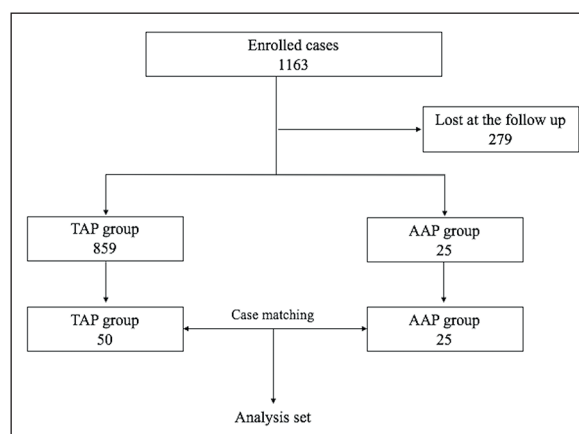 Enrolled cases
1163
Lost at the follow up
279
TAP group
859
AAP group
25
TAP group
50
Case matching
AAP group
25
Analysis set